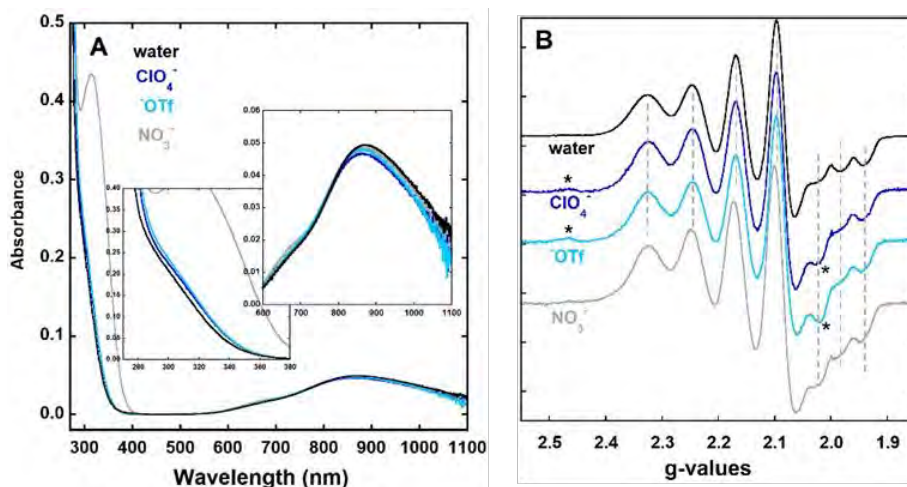 A
water
ClO₄⁻
⁻OTf
NO₃⁻
Absorbance
0.5
0.4
0.3
0.2
0.1
0.0
0.06
0.05
0.04
0.03
0.02
0.01
0.00
600 700 800 900 1000 1100
0.40
0.35
0.30
0.25
0.20
0.15
0.10
0.05
0.00
280 300 320 340 360 380
300 400 500 600 700 800 900 1000 1100
Wavelength (nm)
B
water
*
ClO₄⁻
*
⁻OTf
*
*
NO₃⁻
2.5 2.4 2.3 2.2 2.1 2.0 1.9
g-values